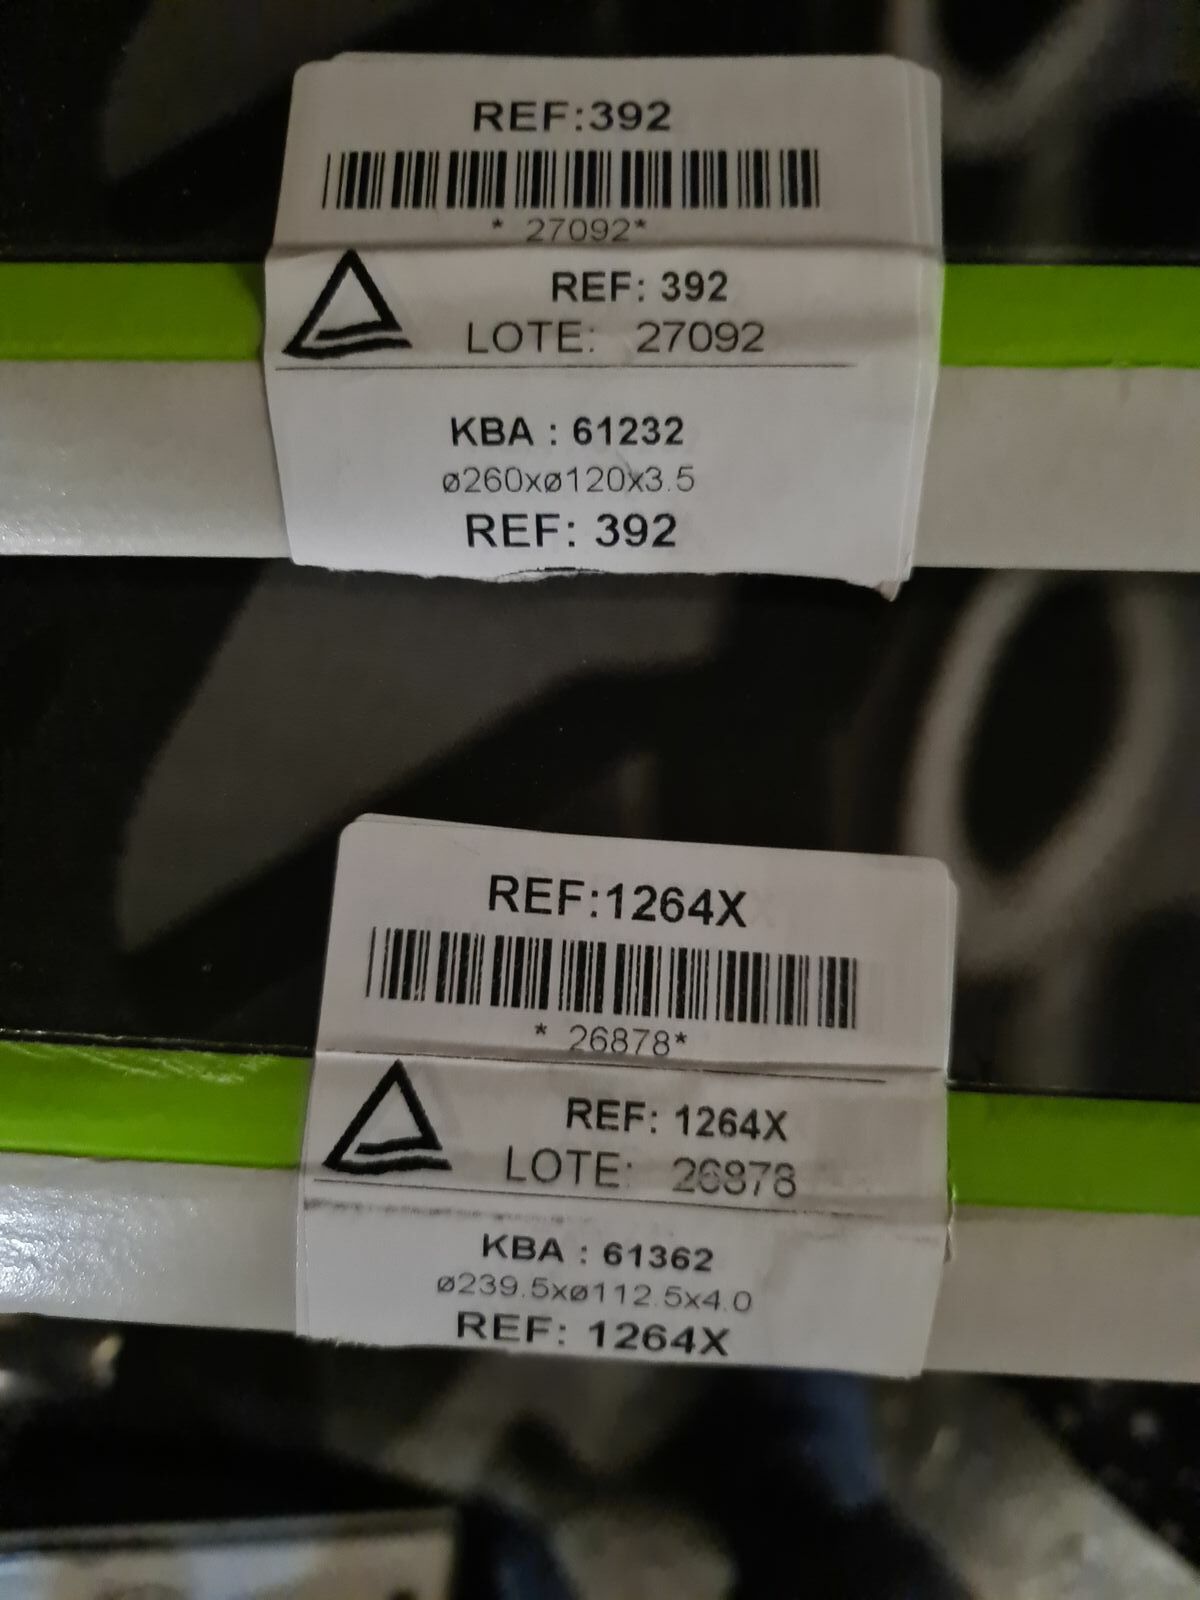 REF:392
* 27092*
REF: 392
LOTE: 27092
KBA : 61232
ø260xø120x3.5
REF: 392
REF:1264X
* 26878*
REF: 1264X
LOTE: 26878
KBA : 61362
ø239.5xø112.5x4.0
REF: 1264X